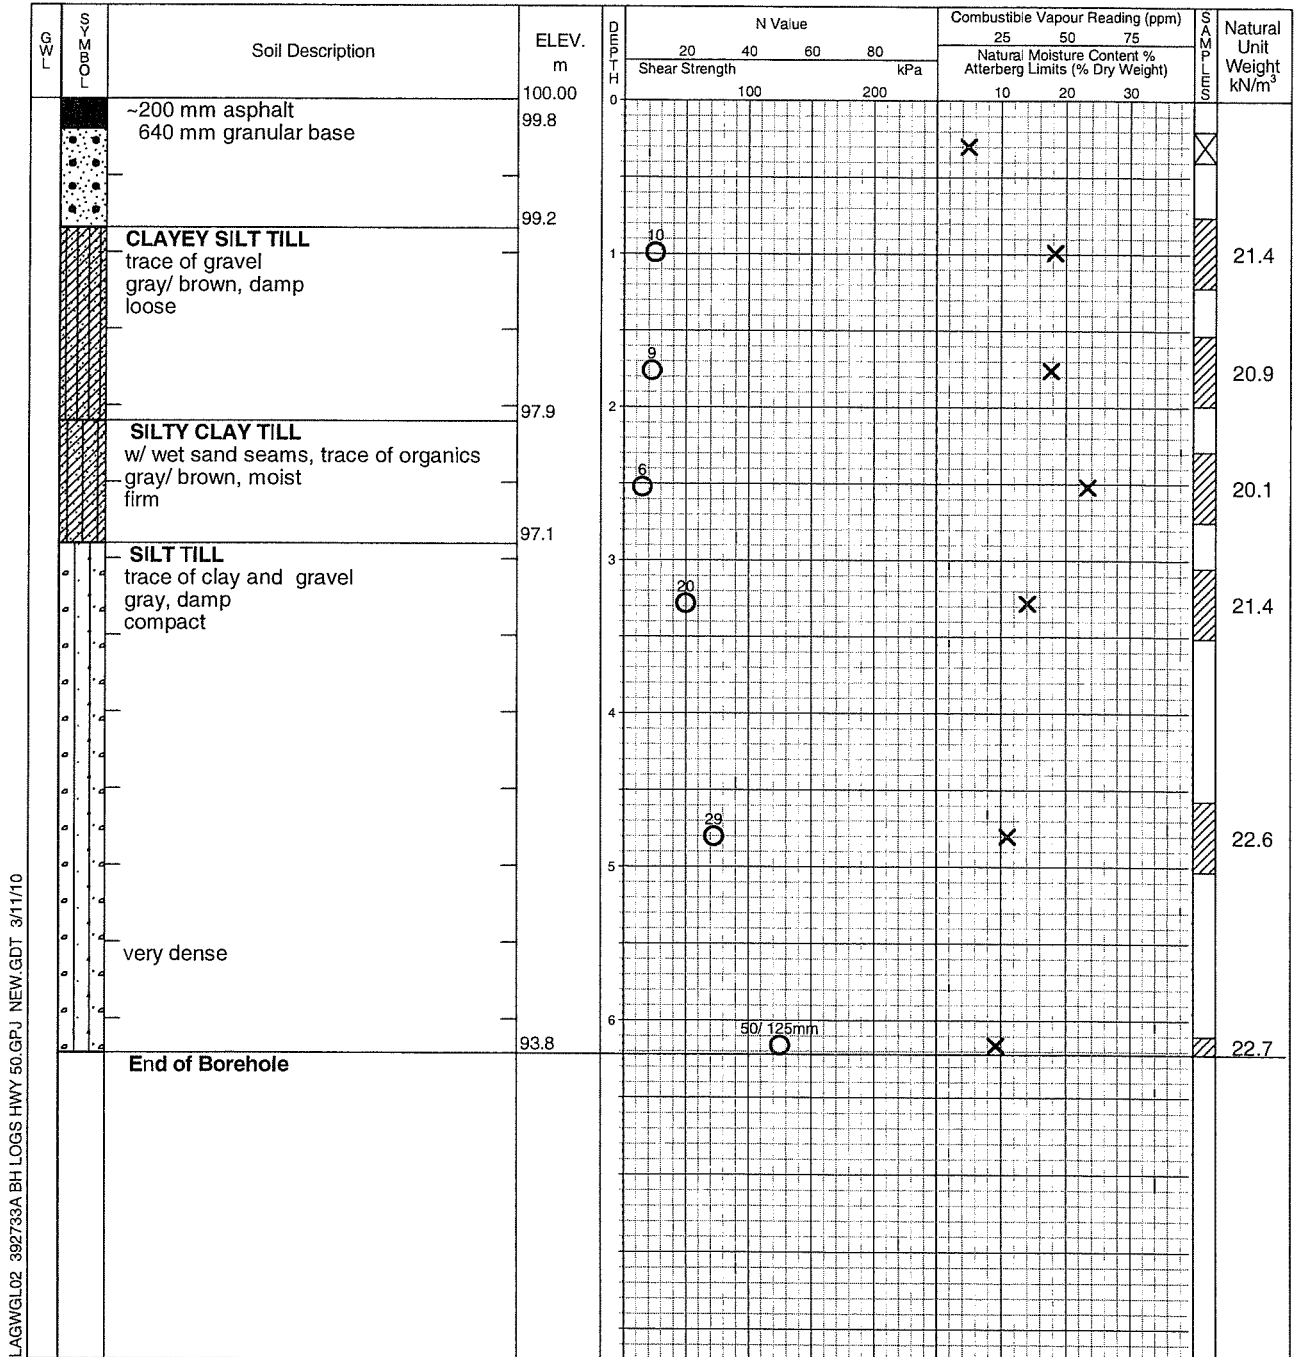 GWL
SYMBOL
Soil Description
ELEV.
m
DEPTH
N Value
20 40 60 80
Shear Strength kPa
100 200
Combustible Vapour Reading (ppm)
25 50 75
Natural Moisture Content %
Atterberg Limits (% Dry Weight)
10 20 30
SAMPLES
Natural
Unit
Weight
kN/m³
100.00
0
~200 mm asphalt
99.8
640 mm granular base
99.2
CLAYEY SILT TILL
trace of gravel
gray/ brown, damp
loose
10
1
21.4
9
20.9
2
97.9
SILTY CLAY TILL
w/ wet sand seams, trace of organics
gray/ brown, moist
firm
6
20.1
97.1
SILT TILL
trace of clay and gravel
gray, damp
compact
3
20
21.4
4
29
22.6
5
very dense
6
50/ 125mm
93.8
22.7
End of Borehole
LAGWGL02 392733A BH LOGS HWY 50.GPJ NEW.GDT 3/11/10